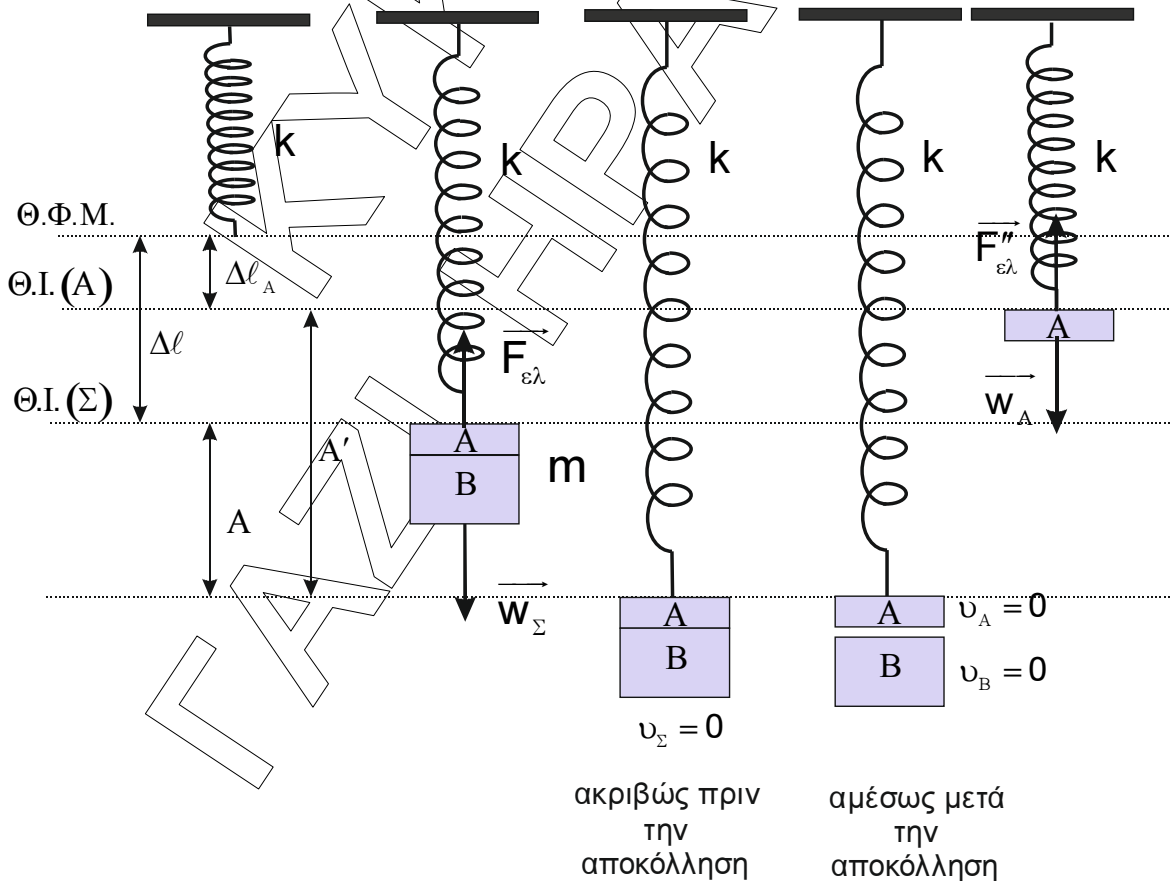 k
k
k
k
k
Θ.Φ.Μ.
Δℓ_A
F″_ελ
Θ.Ι.(Α)
A
Δℓ
F_ελ
w_A
Θ.Ι.(Σ)
A
A′
B
m
A
w_Σ
A
A
υ_A = 0
B
B
υ_B = 0
υ_Σ = 0
ακριβώς πριν
την
αποκόλληση
αμέσως μετά
την
αποκόλληση